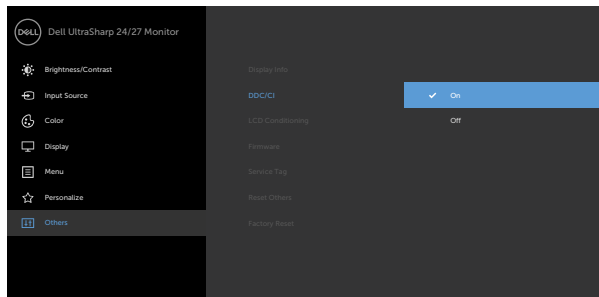 DELL Dell UltraSharp 24/27 Monitor
Brightness/Contrast
Input Source
Color
Display
Menu
Personalize
Others
Display Info
DDC/CI
LCD Conditioning
Firmware
Service Tag
Reset Others
Factory Reset
On
Off